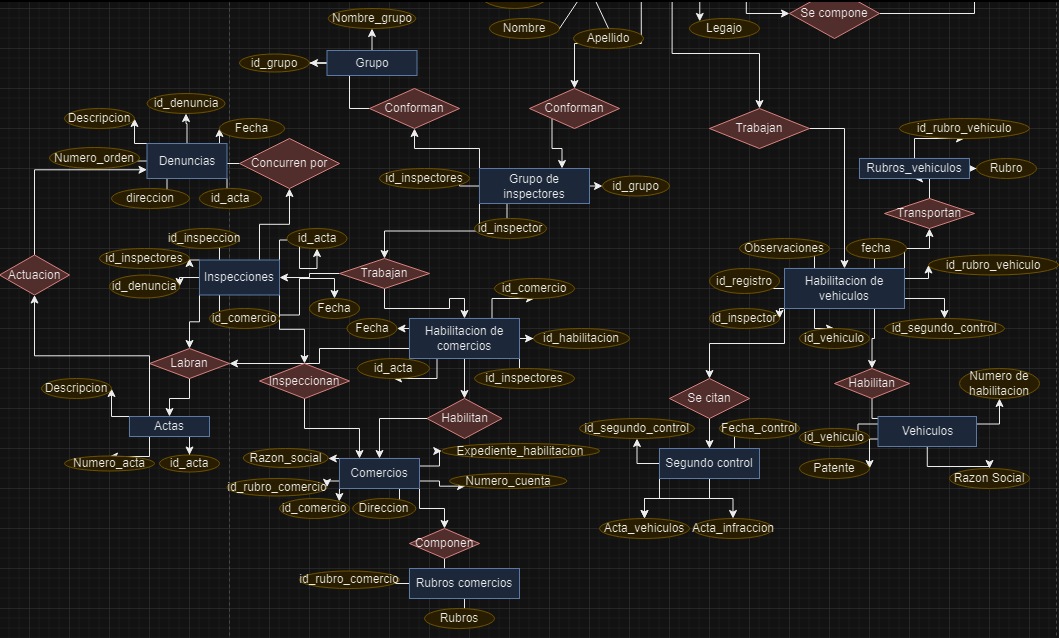 Se compone
Nombre_grupo
Nombre
Apellido
Legajo
id_grupo
Grupo
Conforman
Conforman
Trabajan
id_denuncia
Descripcion
Fecha
Numero_orden
Denuncias
Concurren por
direccion
id_acta
id_inspectores
Grupo de
inspectores
id_grupo
id_rubro_vehiculo
Rubros_vehiculos
Rubro
Transportan
id_inspector
id_inspeccion
id_acta
id_inspectores
Inspecciones
id_denuncia
Actuacion
Trabajan
Fecha
id_comercio
Observaciones
fecha
id_registro
Habilitacion de
vehiculos
id_rubro_vehiculo
id_inspector
id_vehiculo
id_segundo_control
id_comercio
Fecha
Habilitacion de
comercios
id_habilitacion
id_acta
id_inspectores
Labran
Inspeccionan
Descripcion
Actas
Numero_acta
id_acta
Habilitan
Se citan
Habilitan
Numero de
habilitacion
id_segundo_control
Fecha_control
Segundo control
id_vehiculo
Vehiculos
Patente
Razon Social
Razon_social
Comercios
Expediente_habilitacion
id_rubro_comercio
Numero_cuenta
id_comercio
Direccion
Acta_vehiculos
Acta_infraccion
Componen
id_rubro_comercio
Rubros comercios
Rubros